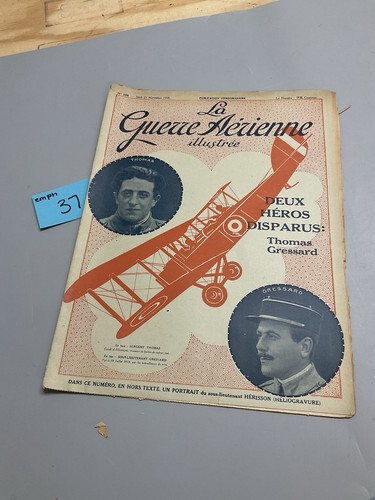 La
Guerre Aérienne
illustrée
THOMAS
emph
37
DEUX
HÉROS
DISPARUS:
Thomas
Gressard
GRESSARD
DANS CE NUMÉRO, EN HORS TEXTE, UN PORTRAIT du sous-lieutenant HÉRISSON (HÉLIOGRAVURE)